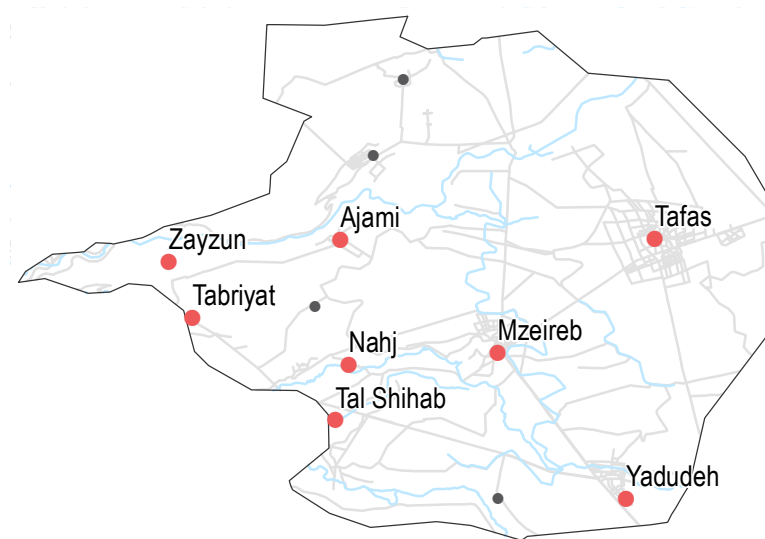 Ajami
Tafas
Zayzun
Tabriyat
Mzeireb
Nahj
Tal Shihab
Yadudeh